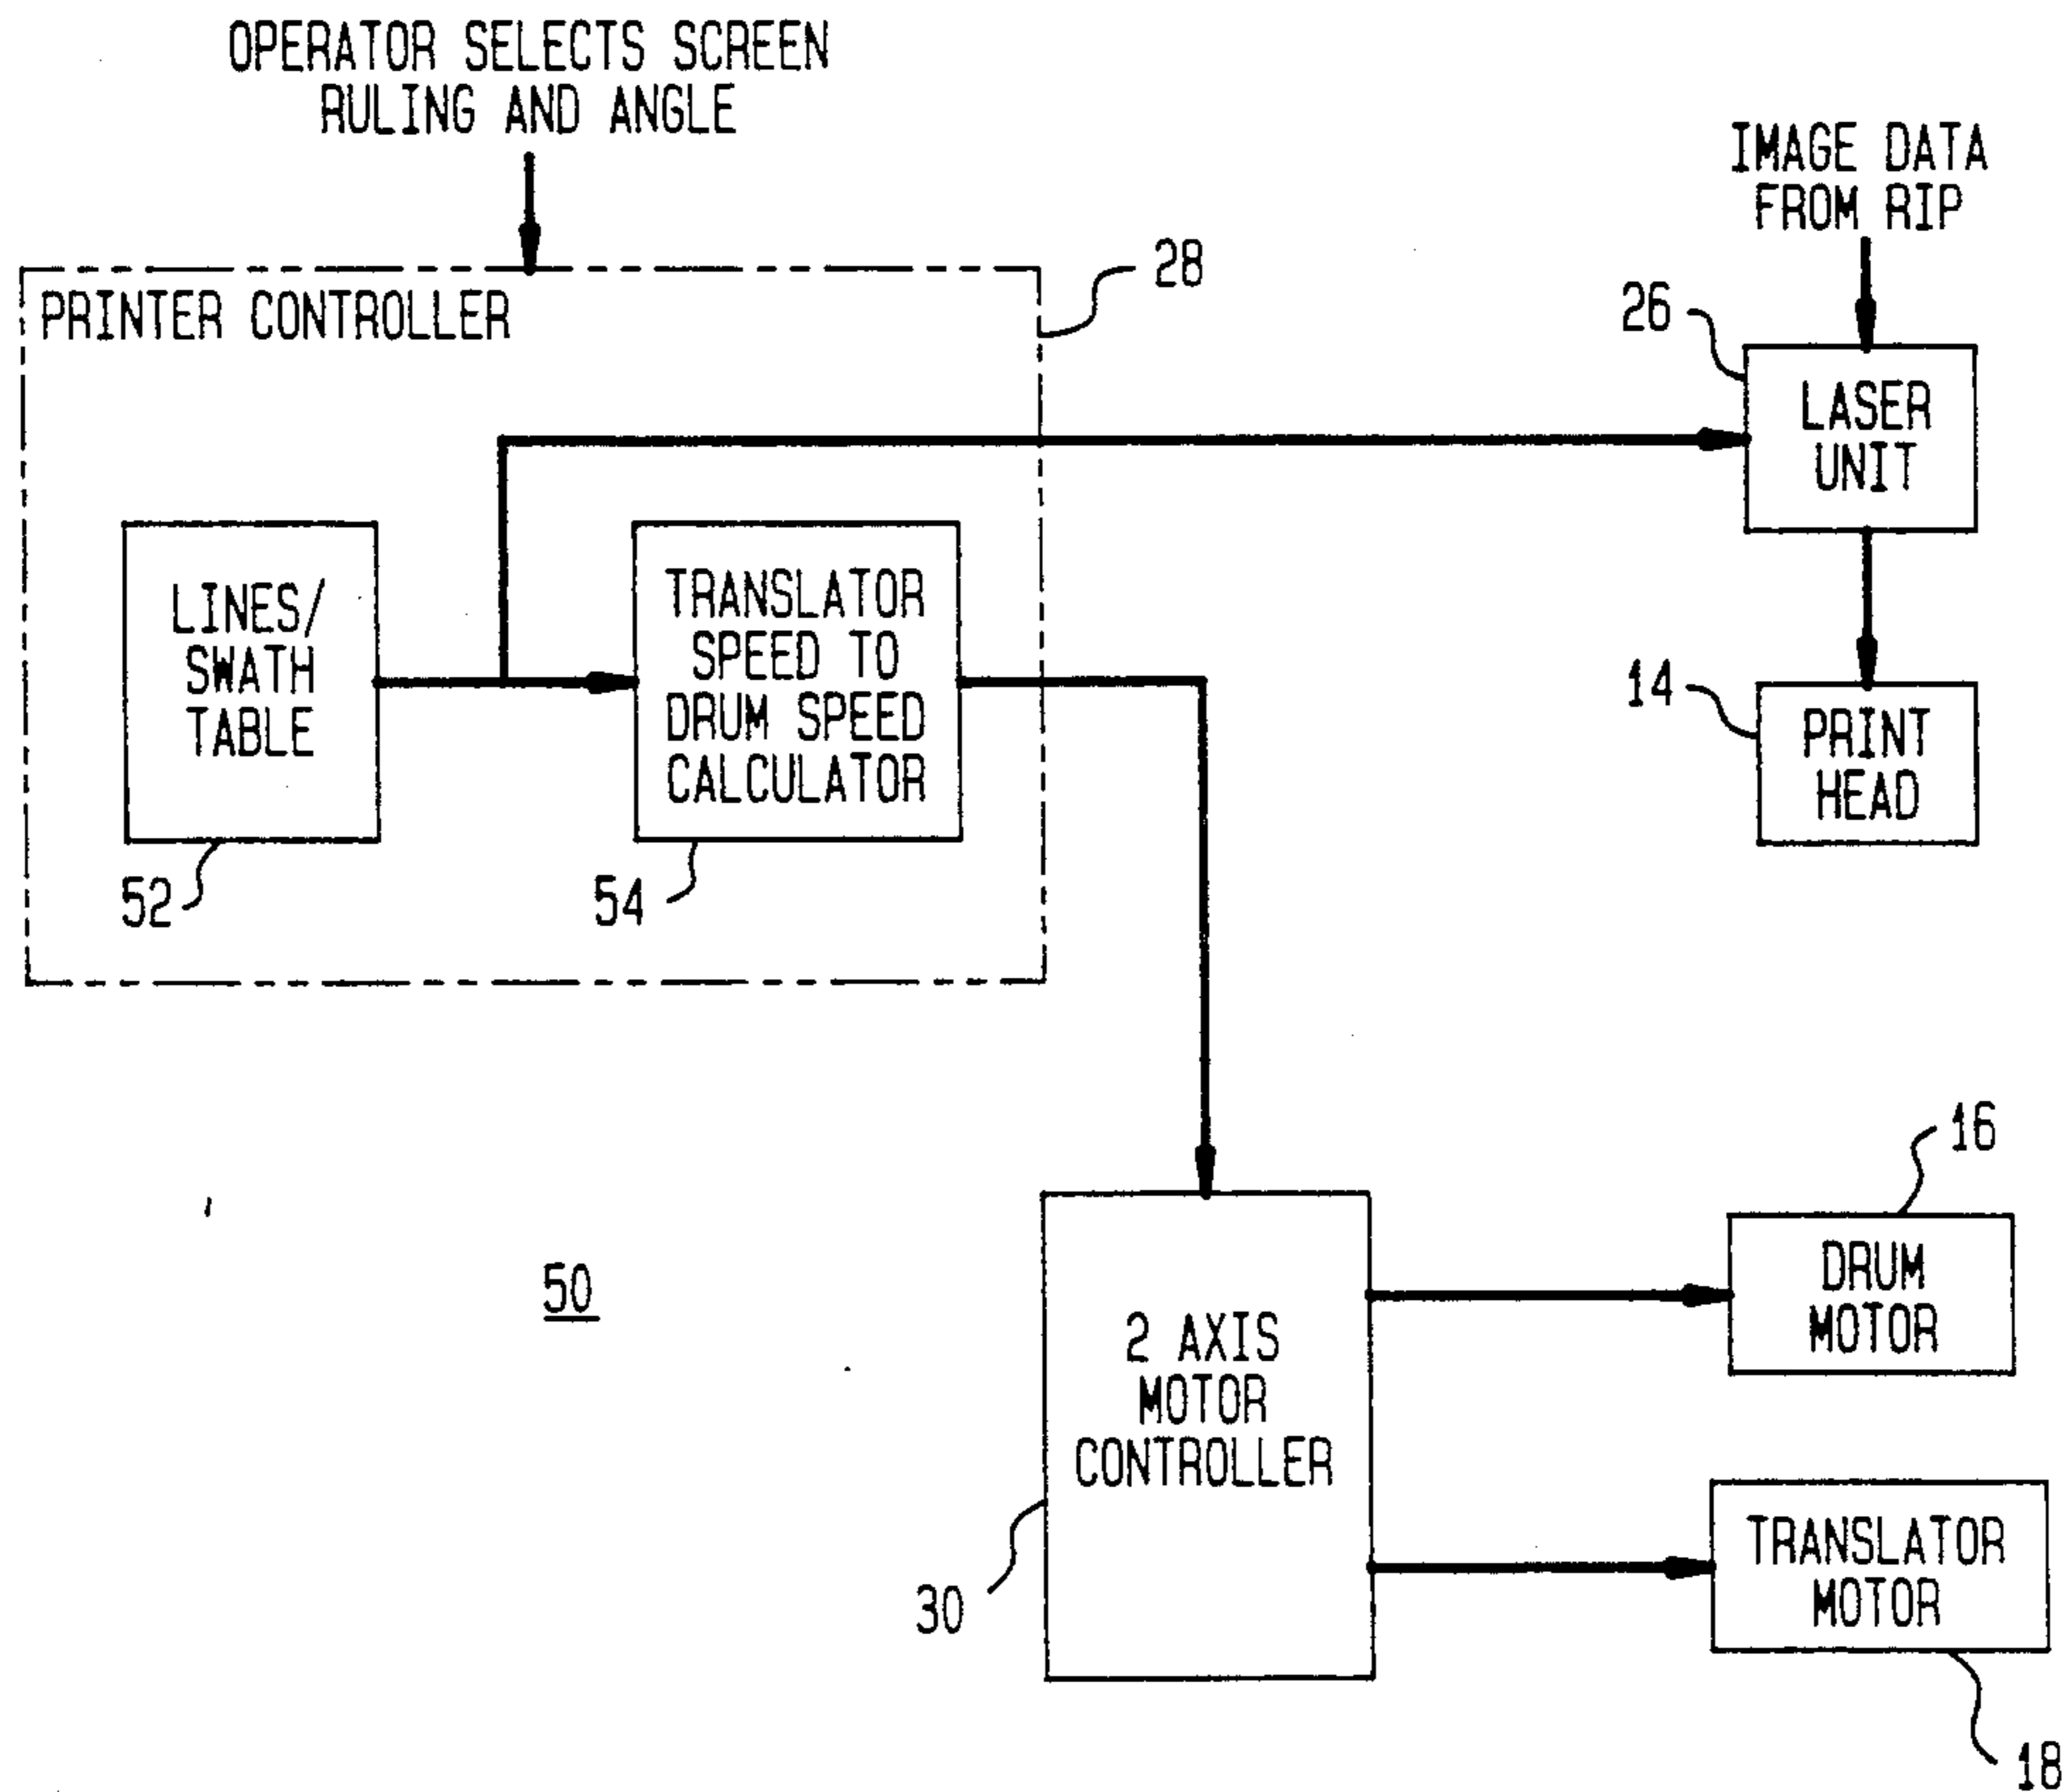 OPERATOR SELECTS SCREEN
RULING AND ANGLE
IMAGE DATA
FROM RIP
PRINTER CONTROLLER
28
26
LASER
UNIT
LINES/
SWATH
TABLE
TRANSLATOR
SPEED TO
DRUM SPEED
CALCULATOR
14
PRINT
HEAD
52
54
16
DRUM
MOTOR
50
2 AXIS
MOTOR
CONTROLLER
30
TRANSLATOR
MOTOR
18